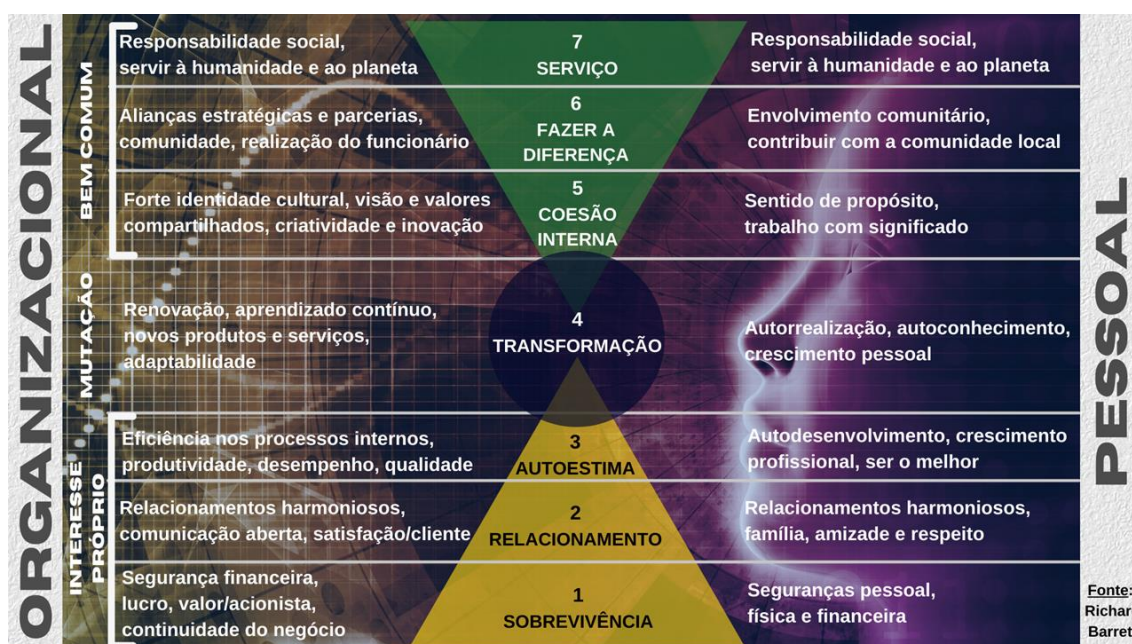 ORGANIZACIONAL
BEM COMUM
Responsabilidade social,
servir à humanidade e ao planeta
7
SERVIÇO
Responsabilidade social,
servir à humanidade e ao planeta
Alianças estratégicas e parcerias,
comunidade, realização do funcionário
6
FAZER A
DIFERENÇA
Envolvimento comunitário,
contribuir com a comunidade local
Forte identidade cultural, visão e valores
compartilhados, criatividade e inovação
5
COESÃO
INTERNA
Sentido de propósito,
trabalho com significado
MUTAÇÃO
Renovação, aprendizado contínuo,
novos produtos e serviços,
adaptabilidade
4
TRANSFORMAÇÃO
Autorrealização, autoconhecimento,
crescimento pessoal
INTERESSE
PRÓPRIO
Eficiência nos processos internos,
produtividade, desempenho, qualidade
3
AUTOESTIMA
Autodesenvolvimento, crescimento
profissional, ser o melhor
Relacionamentos harmoniosos,
comunicação aberta, satisfação/cliente
2
RELACIONAMENTO
Relacionamentos harmoniosos,
família, amizade e respeito
Segurança financeira,
lucro, valor/acionista,
continuidade do negócio
1
SOBREVIVÊNCIA
Seguranças pessoal,
física e financeira
PESSOAL
Fonte:
Richar
Barret